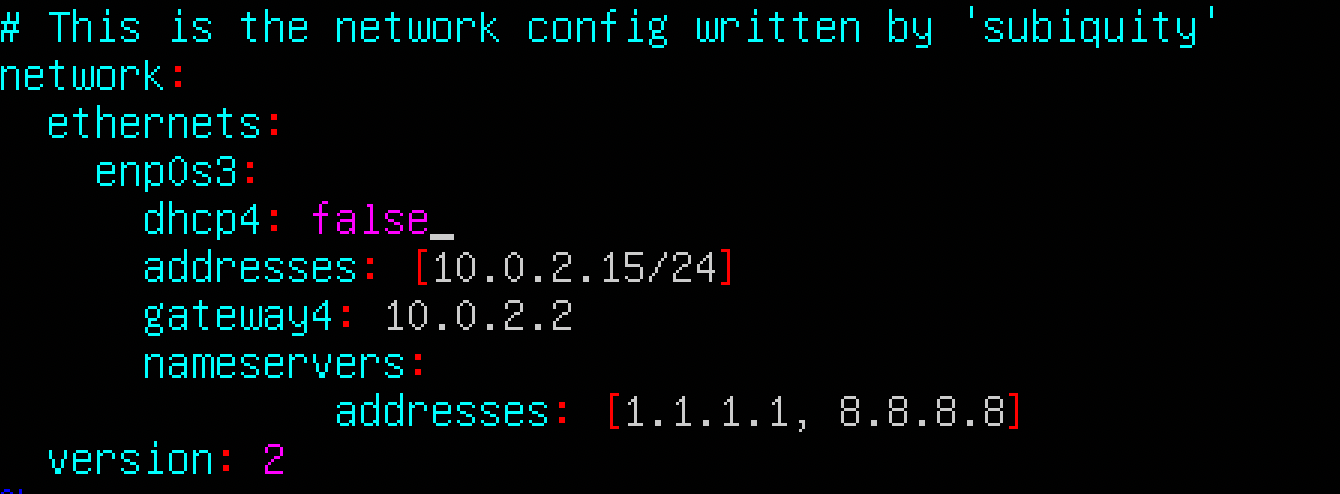 # This is the network config written by 'subiquity'
network:
  ethernets:
    enp0s3:
      dhcp4: false_
      addresses: [10.0.2.15/24]
      gateway4: 10.0.2.2
      nameservers:
              addresses: [1.1.1.1, 8.8.8.8]
  version: 2